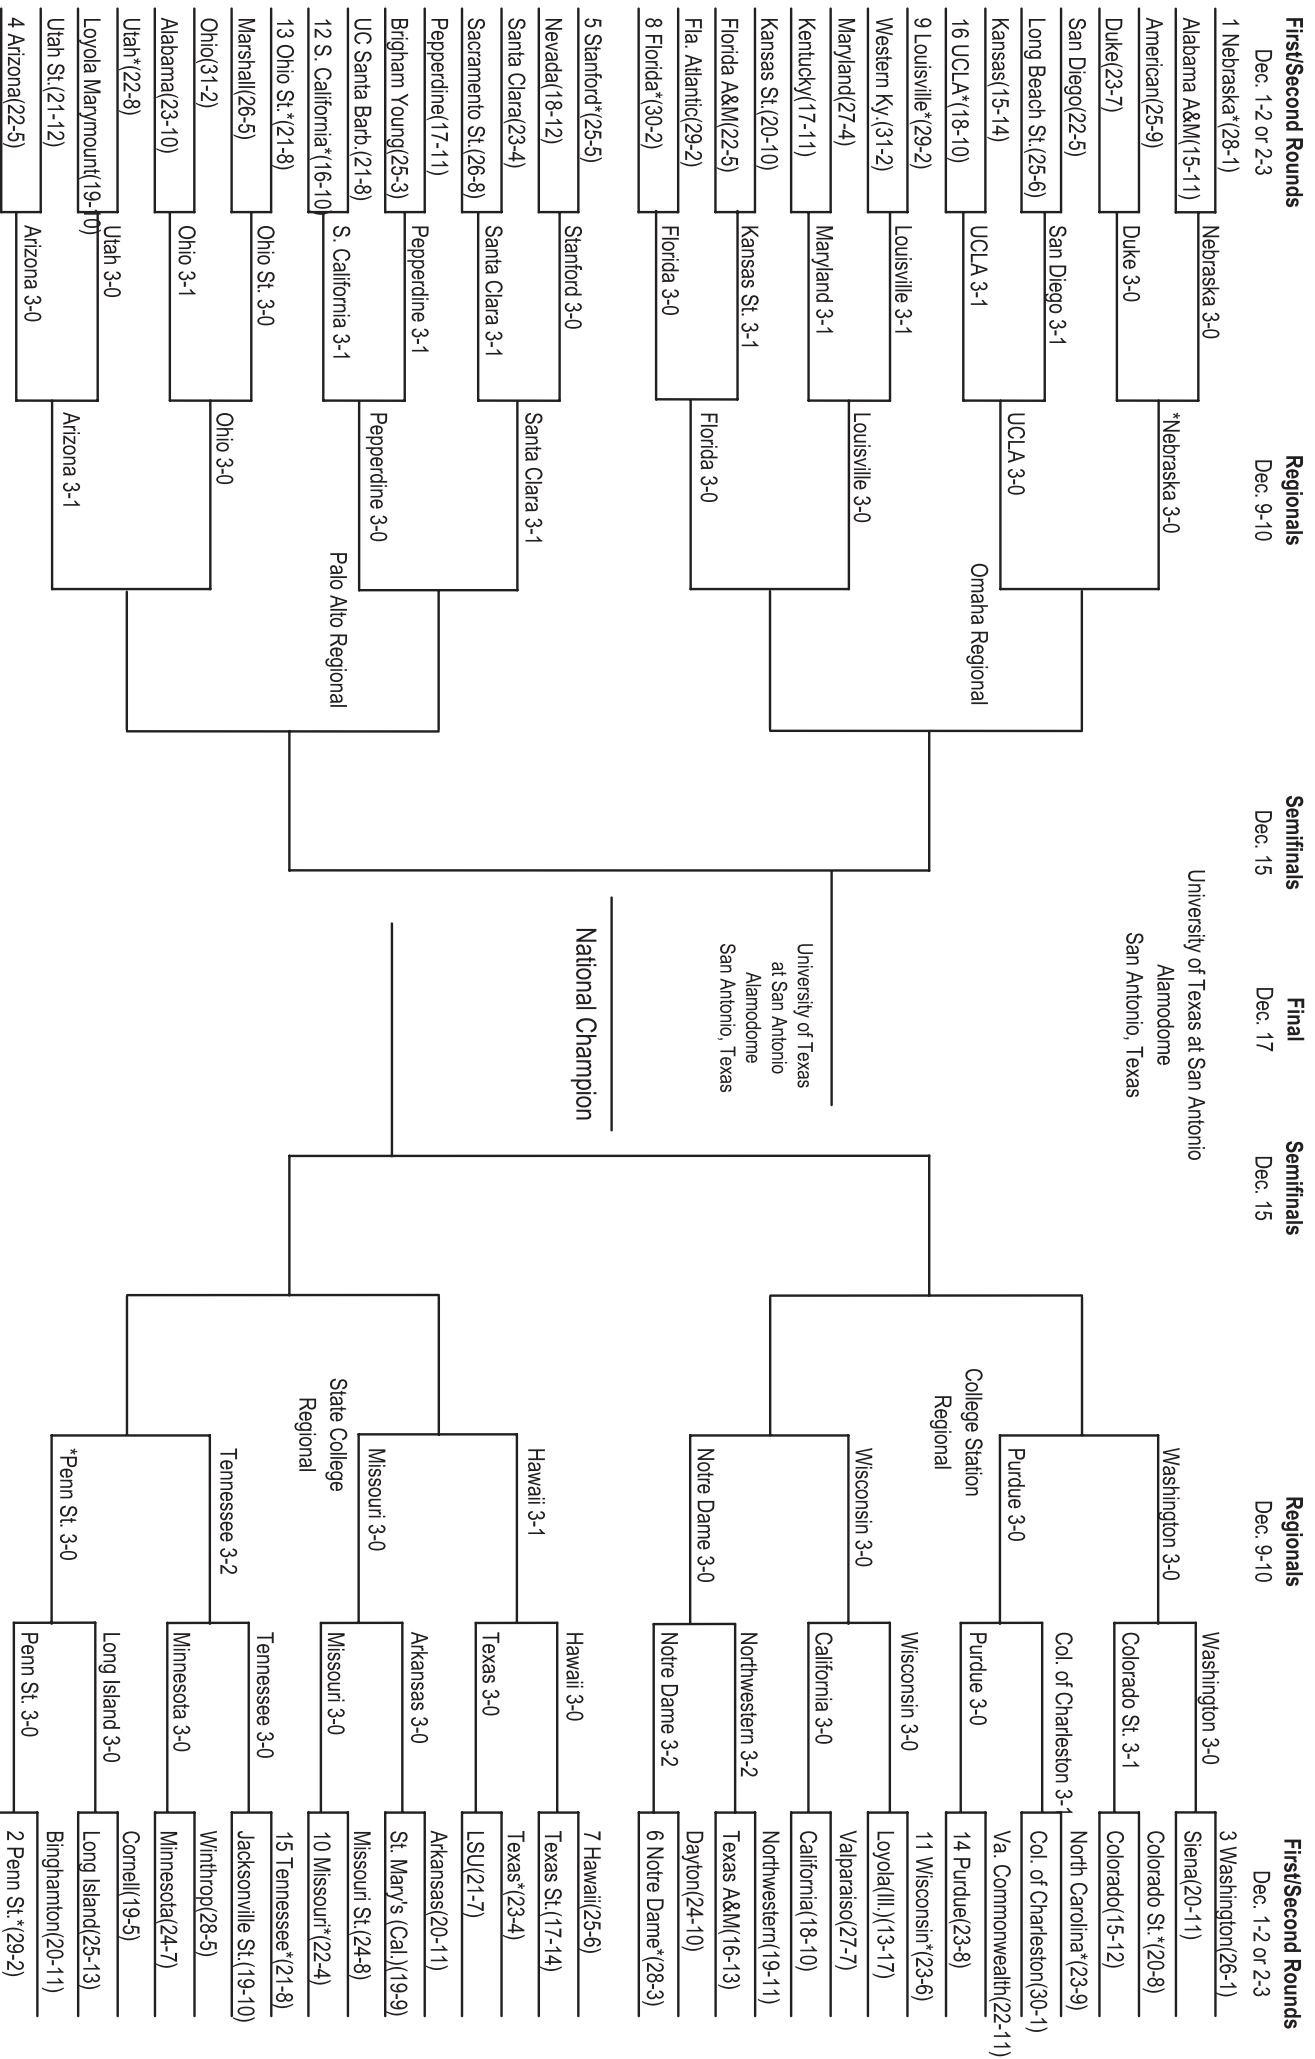 First/Second Rounds
Dec. 1-2 or 2-3
Regionals
Dec. 9-10
Semifinals
Dec. 15
Final
Dec. 17
Semifinals
Dec. 15
Regionals
Dec. 9-10
First/Second Rounds
Dec. 1-2 or 2-3
University of Texas at San Antonio
Alamodome
San Antonio, Texas
1 Nebraska*(28-1)
Alabama A&M(15-11)
American(25-9)
Duke(23-7)
San Diego(22-5)
Long Beach St.(25-6)
Kansas(15-14)
16 UCLA*(18-10)
9 Louisville*(29-2)
Western Ky.(31-2)
Maryland(27-4)
Kentucky(17-11)
Kansas St.(20-10)
Florida A&M(22-5)
Fla. Atlantic(29-2)
8 Florida*(30-2)
5 Stanford*(25-5)
Nevada(18-12)
Santa Clara(23-4)
Sacramento St.(26-8)
Pepperdine(17-11)
Brigham Young(25-3)
UC Santa Barb.(21-8)
12 S. California*(16-10)
13 Ohio St.*(21-8)
Marshall(26-5)
Ohio(31-2)
Alabama(23-10)
Utah*(22-8)
Loyola Marymount(19-10)
Utah St.(21-12)
4 Arizona(22-5)
Nebraska 3-0
Duke 3-0
San Diego 3-1
UCLA 3-1
Louisville 3-1
Maryland 3-1
Kansas St. 3-1
Florida 3-0
Stanford 3-0
Santa Clara 3-1
Pepperdine 3-1
S. California 3-1
Ohio St. 3-0
Ohio 3-1
Utah 3-0
Arizona 3-0
*Nebraska 3-0
UCLA 3-0
Louisville 3-0
Florida 3-0
Santa Clara 3-1
Pepperdine 3-0
Ohio 3-0
Arizona 3-1
Omaha Regional
Palo Alto Regional
University of Texas
at San Antonio
Alamodome
San Antonio, Texas
National Champion
College Station
Regional
State College
Regional
Washington 3-0
Purdue 3-0
Wisconsin 3-0
Notre Dame 3-0
Hawaii 3-1
Missouri 3-0
Tennessee 3-2
*Penn St. 3-0
Washington 3-0
Colorado St. 3-1
Col. of Charleston 3-1
Purdue 3-0
Wisconsin 3-0
California 3-0
Northwestern 3-2
Notre Dame 3-2
Hawaii 3-0
Texas 3-0
Arkansas 3-0
Missouri 3-0
Tennessee 3-0
Minnesota 3-0
Long Island 3-0
Penn St. 3-0
3 Washington(26-1)
Siena(20-11)
Colorado St.*(20-8)
Colorado(15-12)
North Carolina*(23-9)
Col. of Charleston(30-1)
Va. Commonwealth(22-11)
14 Purdue(23-8)
11 Wisconsin*(23-6)
Loyola(Ill.)(13-17)
Valparaiso(27-7)
California(18-10)
Northwestern(19-11)
Texas A&M(16-13)
Dayton(24-10)
6 Notre Dame*(28-3)
7 Hawaii(25-6)
Texas St.(17-14)
Texas*(23-4)
LSU(21-7)
Arkansas(20-11)
St. Mary's (Cal.)(19-9)
Missouri St.(24-8)
10 Missouri*(22-4)
15 Tennessee*(21-8)
Jacksonville St.(19-10)
Winthrop(28-5)
Minnesota(24-7)
Cornell(19-5)
Long Island(25-13)
Binghamton(20-11)
2 Penn St.*(29-2)